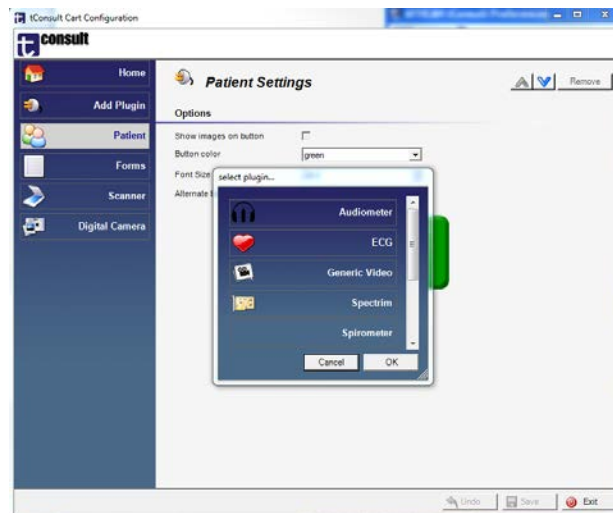 tConsult Cart Configuration
t consult
Home
Add Plugin
Patient
Forms
Scanner
Digital Camera
Patient Settings
Remove
Options
Show images on button
Button color
green
Font Size
Alternate
select plugin...
Audiometer
ECG
Generic Video
Spectrim
Spirometer
Cancel
OK
Undo
Save
Exit